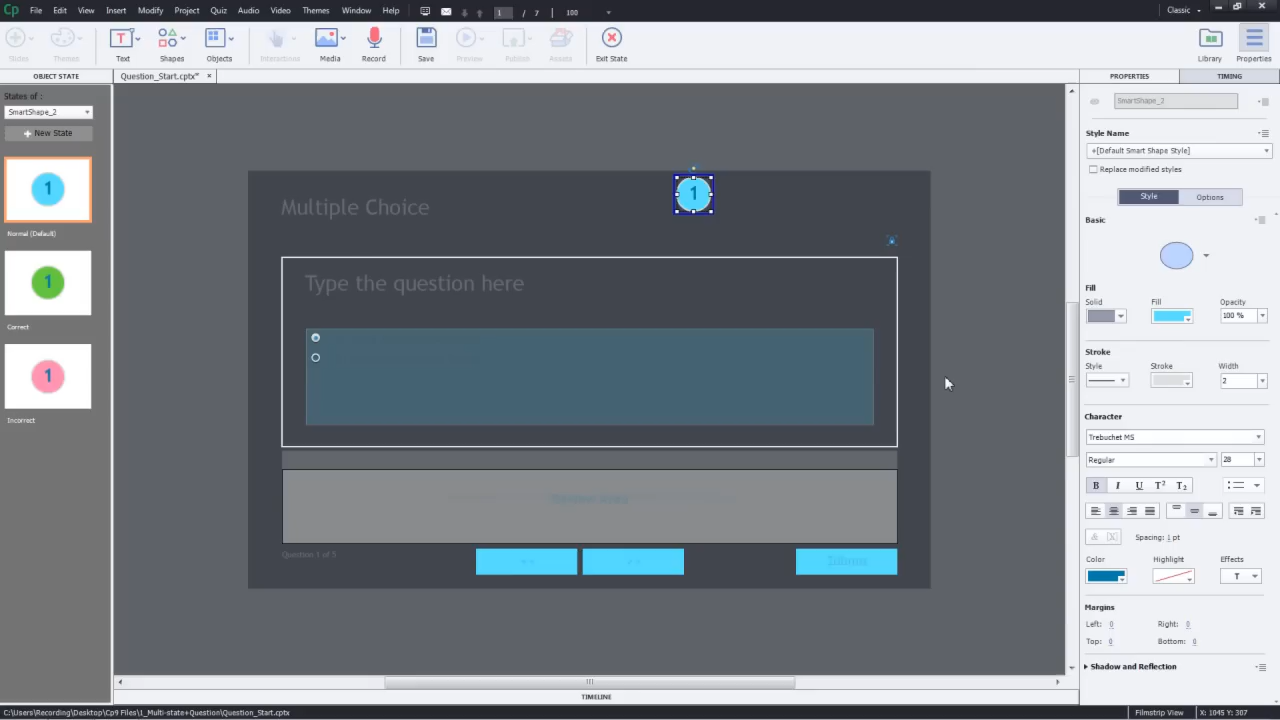 Cp File Edit View Insert Modify Project Quiz Audio Video Themes Window Help 1 / 7 100 Classic
Slides Themes Text Shapes Objects Interactions Media Record Save Preview Publish Assets Exit State Library Properties
OBJECT STATE Question_Start.cptx* × PROPERTIES TIMING
States of :
SmartShape_2
New State
1
Normal (Default)
1
Correct
1
Incorrect
1
Multiple Choice
Type the question here
Question 1 of 5
TIMELINE
SmartShape_2
Style Name
+[Default Smart Shape Style]
Replace modified styles
Style Options
Basic
Fill
Solid Fill Opacity
100 %
Stroke
Style Stroke Width
2
Character
Trebuchet MS
Regular 28
B I U T² T₂
Spacing: 1 pt
Color Highlight Effects
T
Margins
Left: 0 Right: 0
Top: 0 Bottom: 0
Shadow and Reflection
C:\Users\Recording\Desktop\Cp9 Files\1_Multi-state+Question\Question_Start.cptx Filmstrip View X: 1045 Y: 307